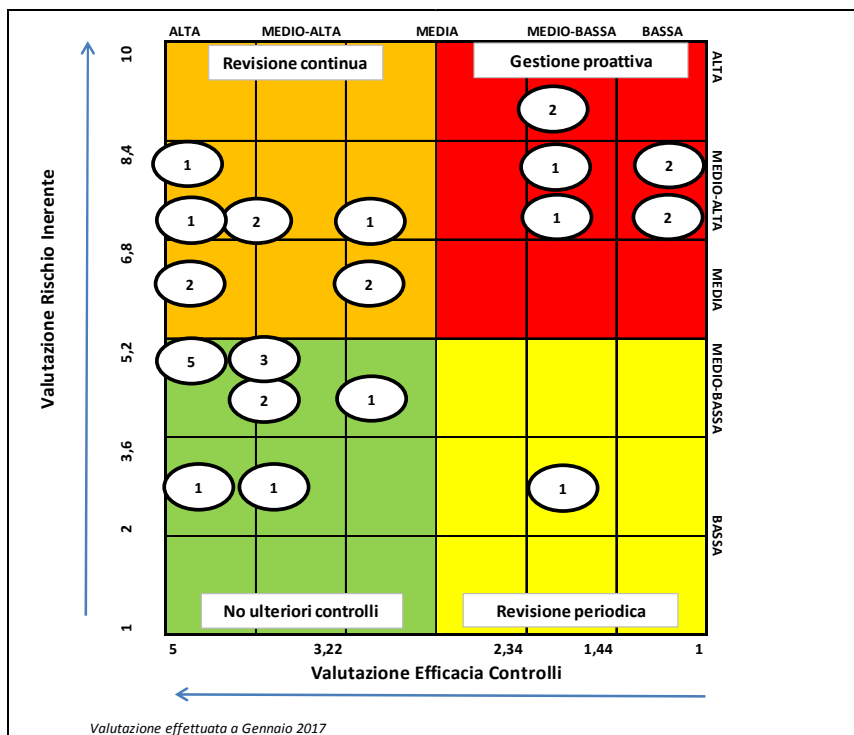 ALTA MEDIO-ALTA MEDIA MEDIO-BASSA BASSA
Revisione continua Gestione proattiva
10 ALTA
2
8,4 MEDIO-ALTA
1 1 2
1 2 1 1 2
6,8 MEDIA
2 2
5,2 MEDIO-BASSA
5 3
2 1
3,6
1 1 1
2 BASSA
No ulteriori controlli Revisione periodica
1
Valutazione Rischio Inerente
5 3,22 2,34 1,44 1
Valutazione Efficacia Controlli
Valutazione effettuata a Gennaio 2017